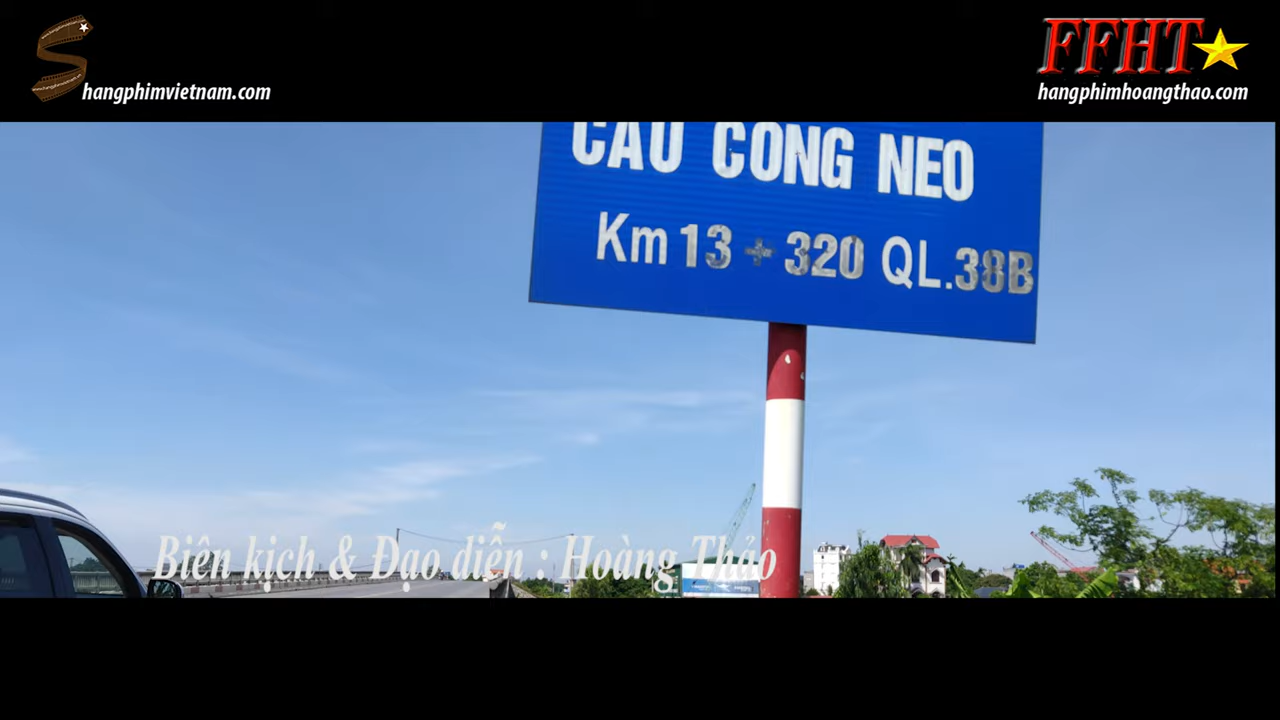 hangphimvietnam.com
FFHT
hangphimhoangthao.com
CAU CONG NEO
Km 13 + 320 QL.38B
Biên kịch & Đạo diễn : Hoàng Thảo